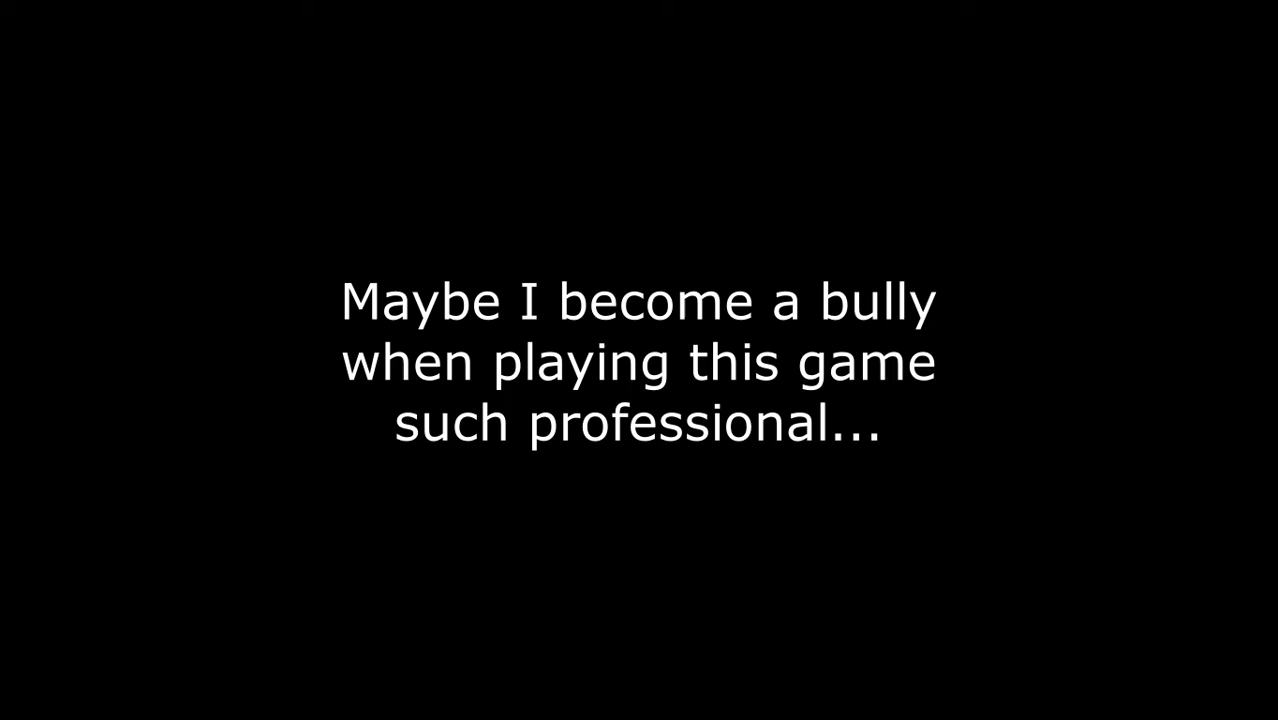 Maybe I become a bully
when playing this game
such professional...